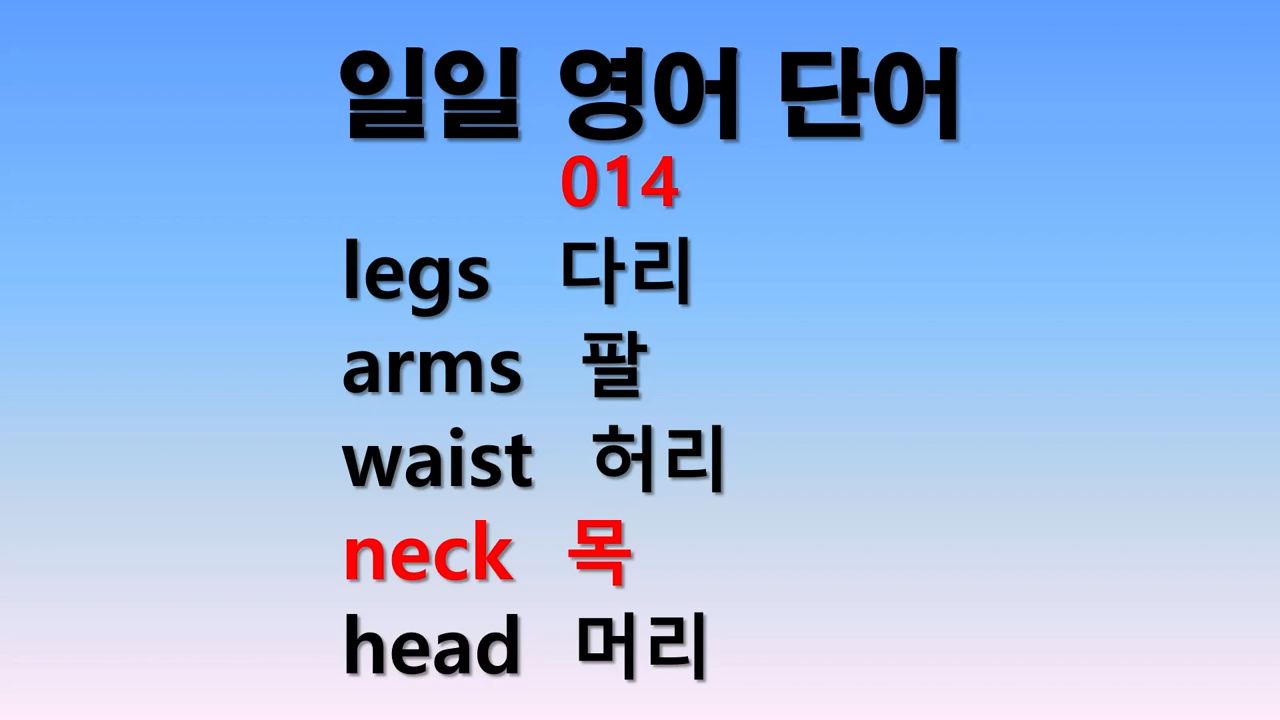 일일 영어 단어
014
legs 다리
arms 팔
waist 허리
neck 목
head 머리